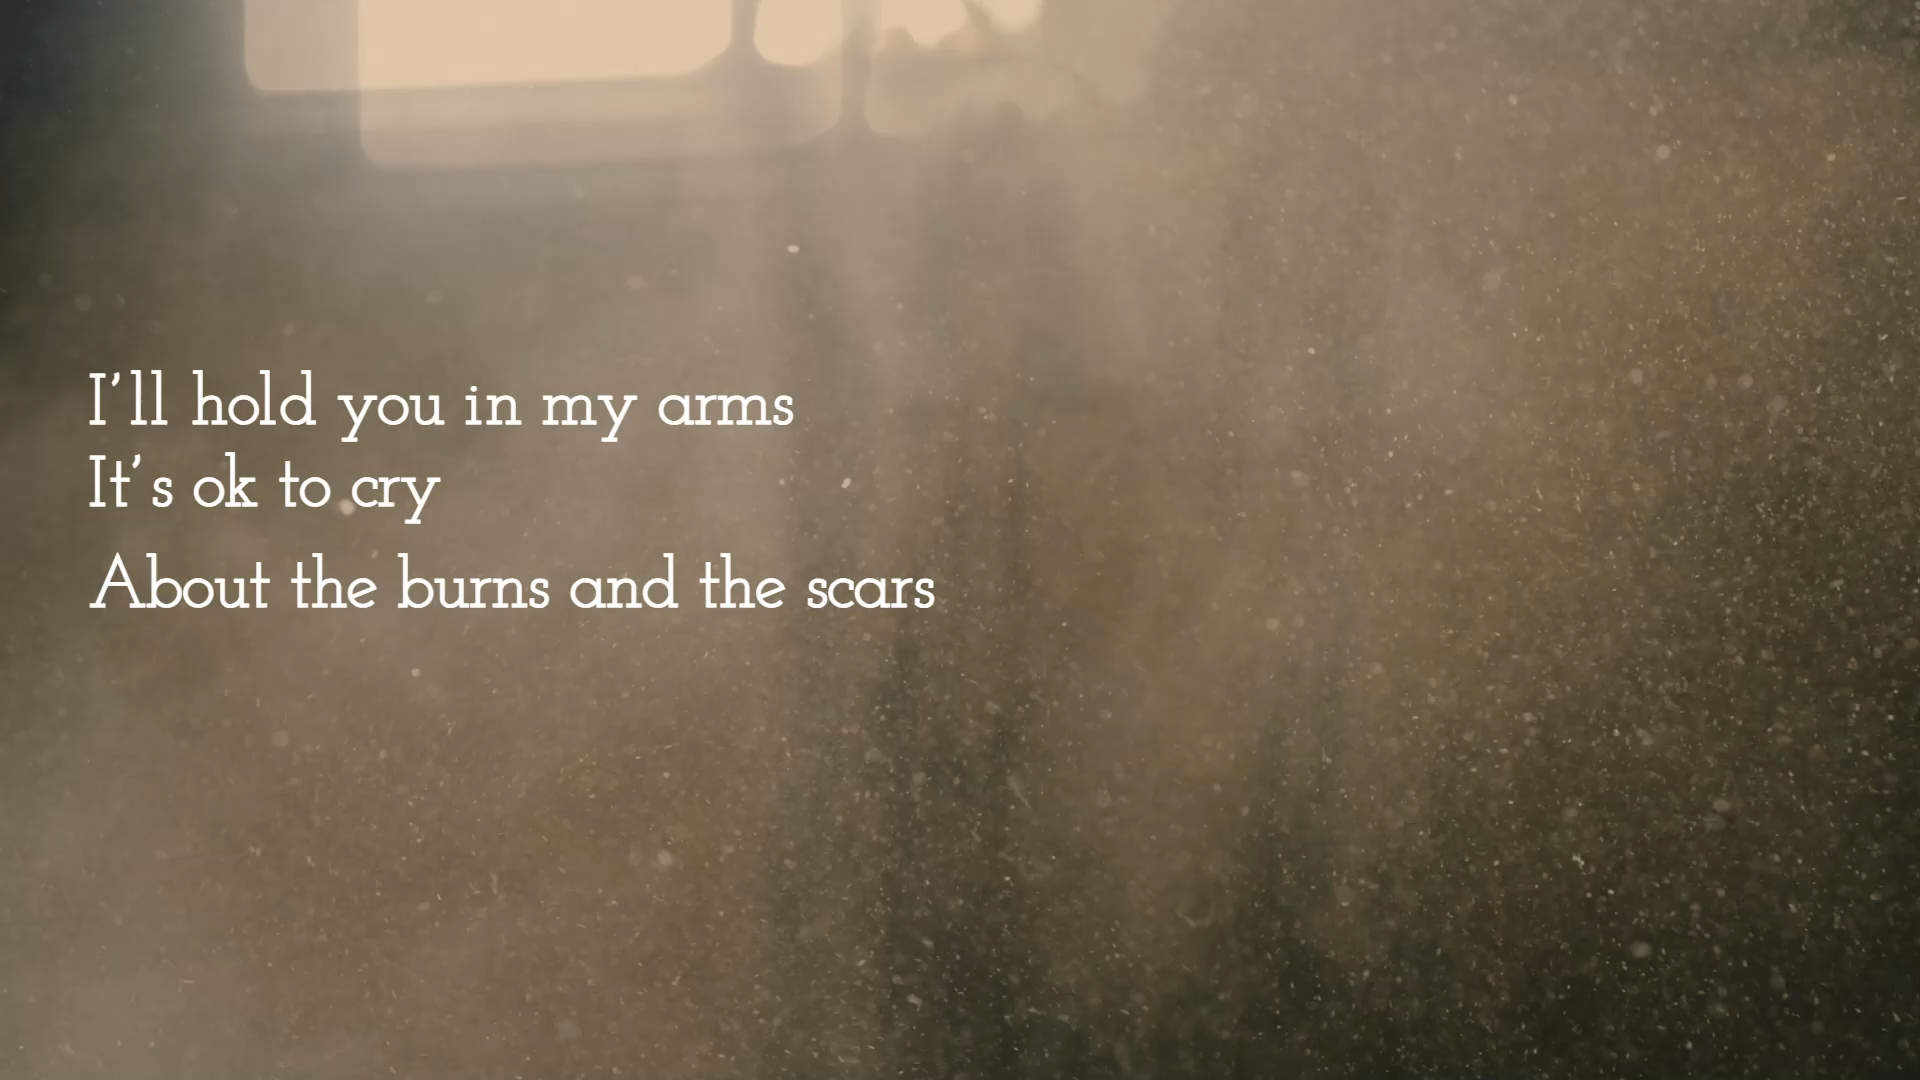 I’ll hold you in my arms
It’s ok to cry
About the burns and the scars